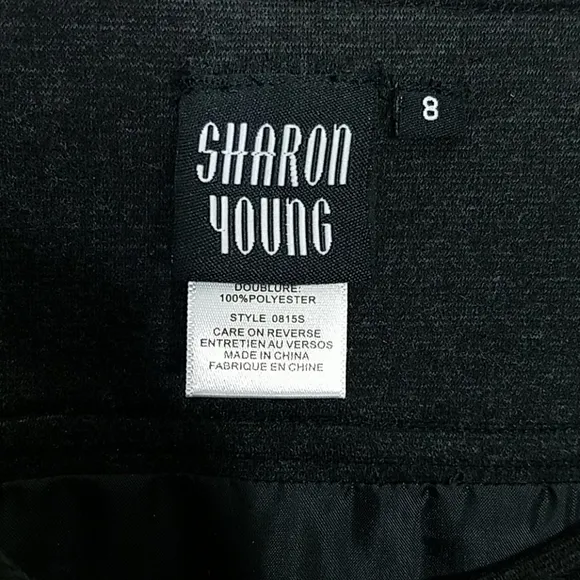 SHARON
YOUNG
8
DOUBLURE:
100%POLYESTER
STYLE 0815S
CARE ON REVERSE
ENTRETIEN AU VERSOS
MADE IN CHINA
FABRIQUE EN CHINE